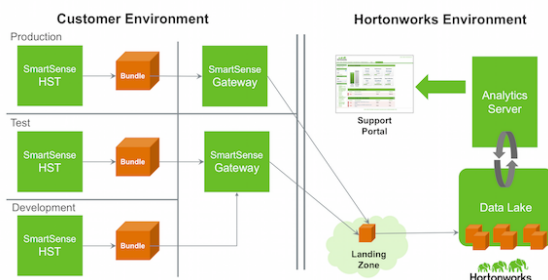 Customer Environment
Hortonworks Environment
Production
SmartSense
HST
Bundle
SmartSense
Gateway
Test
SmartSense
HST
Bundle
SmartSense
Gateway
Development
SmartSense
HST
Bundle
Support
Portal
Analytics
Server
Landing
Zone
Data Lake
Hortonworks